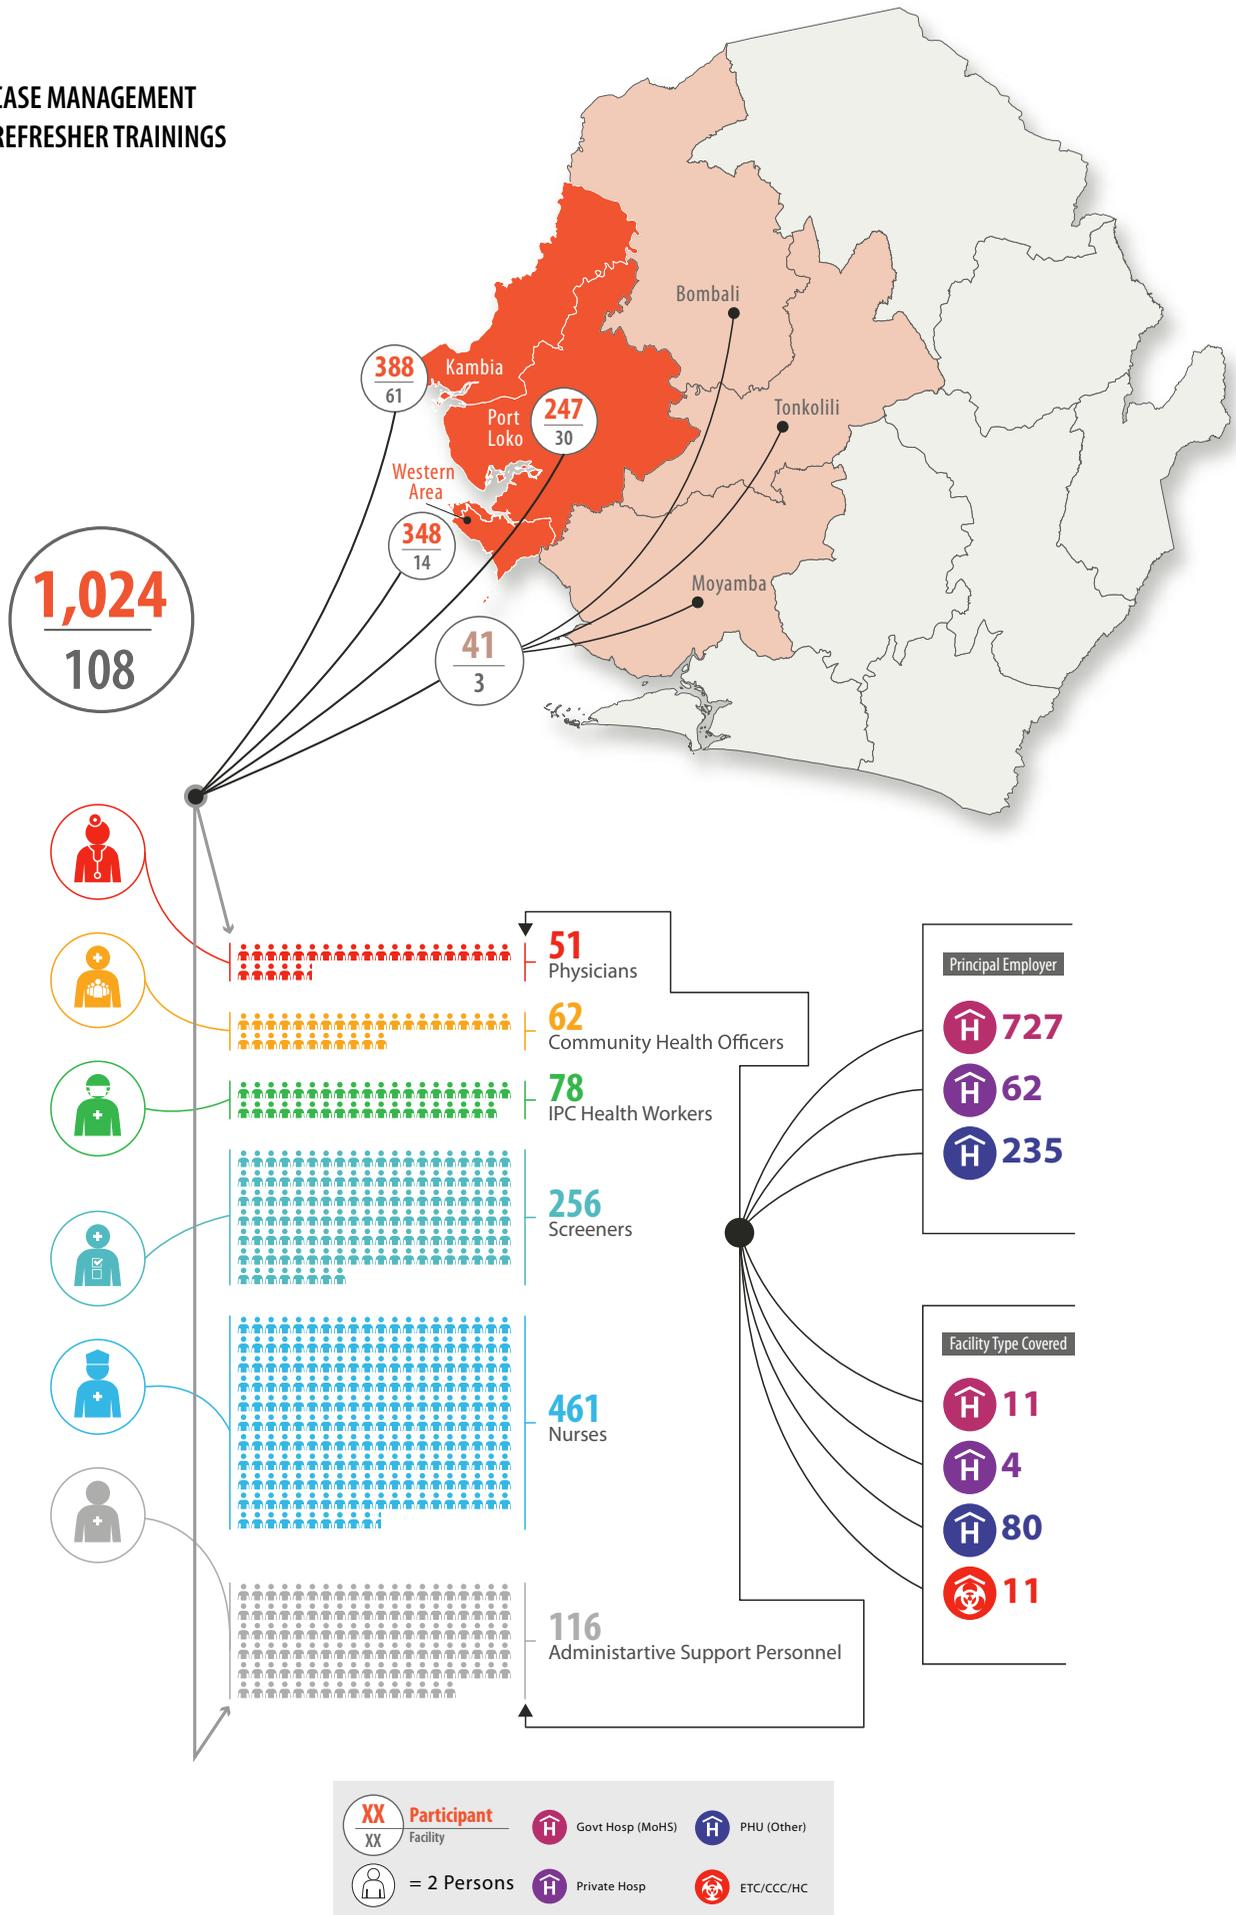 CASE MANAGEMENT
REFRESHER TRAININGS
Bombali
388
61
Kambia
Port
Loko
247
30
Tonkolili
Western
Area
348
14
1,024
108
Moyamba
41
3
51
Physicians
62
Community Health Officers
78
IPC Health Workers
256
Screeners
461
Nurses
116
Administartive Support Personnel
Principal Employer
H 727
H 62
H 235
Facility Type Covered
H 11
H 4
H 80
11
XX
XX
Participant
Facility
= 2 Persons
H Govt Hosp (MoHS)
H Private Hosp
H PHU (Other)
ETC/CCC/HC